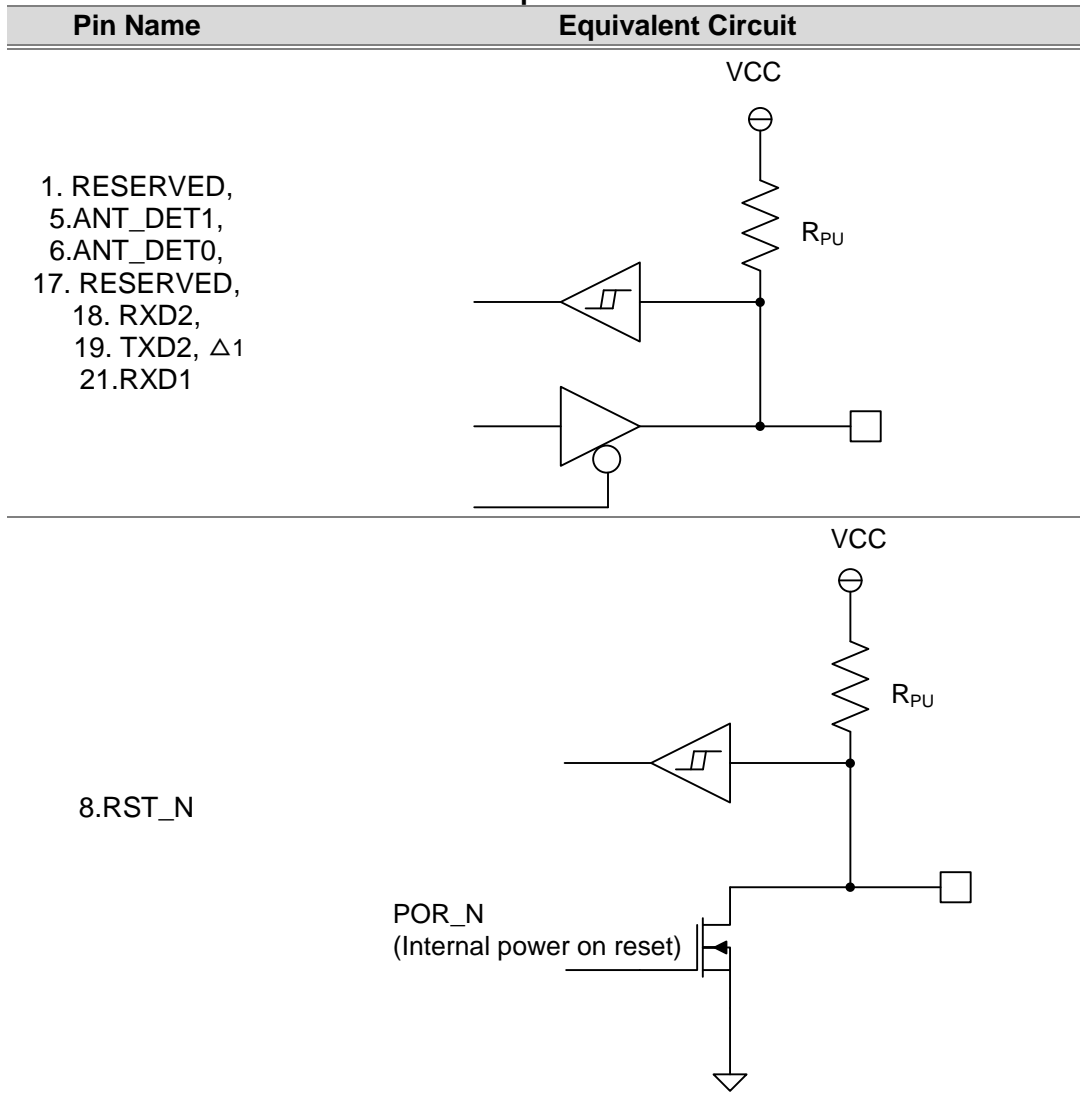 Pin Name Equivalent Circuit
1. RESERVED,
5.ANT_DET1,
6.ANT_DET0,
17. RESERVED,
18. RXD2,
19. TXD2, △1
21.RXD1
VCC
RPU
8.RST_N
VCC
RPU
POR_N
(Internal power on reset)